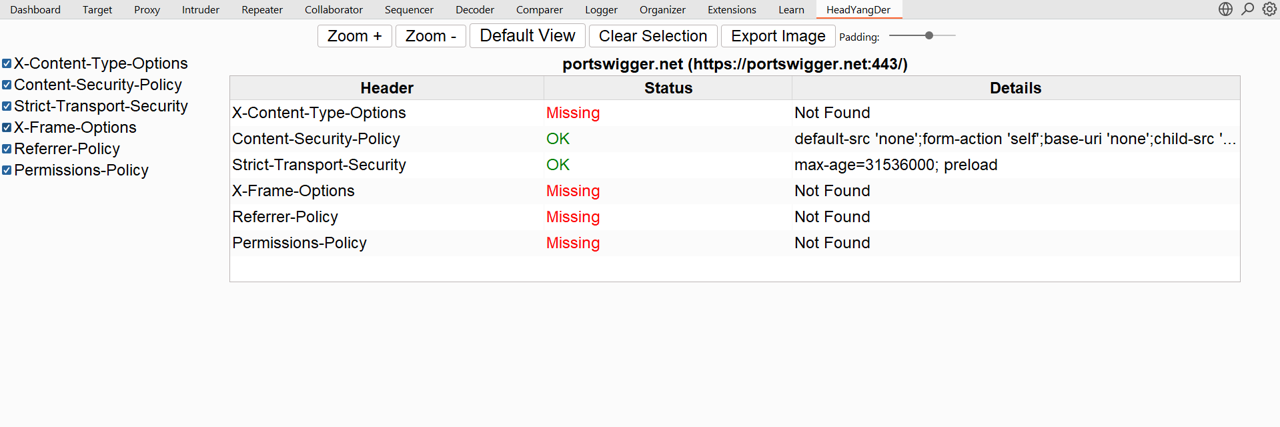 Dashboard Target Proxy Intruder Repeater Collaborator Sequencer Decoder Comparer Logger Organizer Extensions Learn HeadYangDer
Zoom + Zoom - Default View Clear Selection Export Image Padding:
X-Content-Type-Options
Content-Security-Policy
Strict-Transport-Security
X-Frame-Options
Referrer-Policy
Permissions-Policy
portswigger.net (https://portswigger.net:443/)
Header Status Details
X-Content-Type-Options Missing Not Found
Content-Security-Policy OK default-src 'none';form-action 'self';base-uri 'none';child-src '...
Strict-Transport-Security OK max-age=31536000; preload
X-Frame-Options Missing Not Found
Referrer-Policy Missing Not Found
Permissions-Policy Missing Not Found